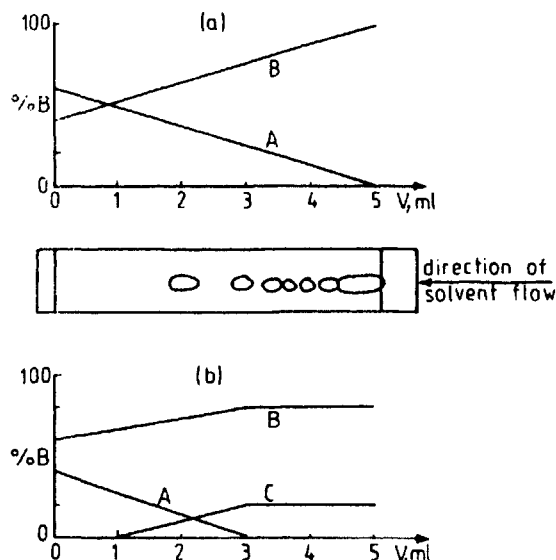 (a)
100
%B
0
B
A
0 1 2 3 4 5 V,ml
direction of
solvent flow
(b)
100
%B
0
B
A
C
0 1 2 3 4 5 V,ml